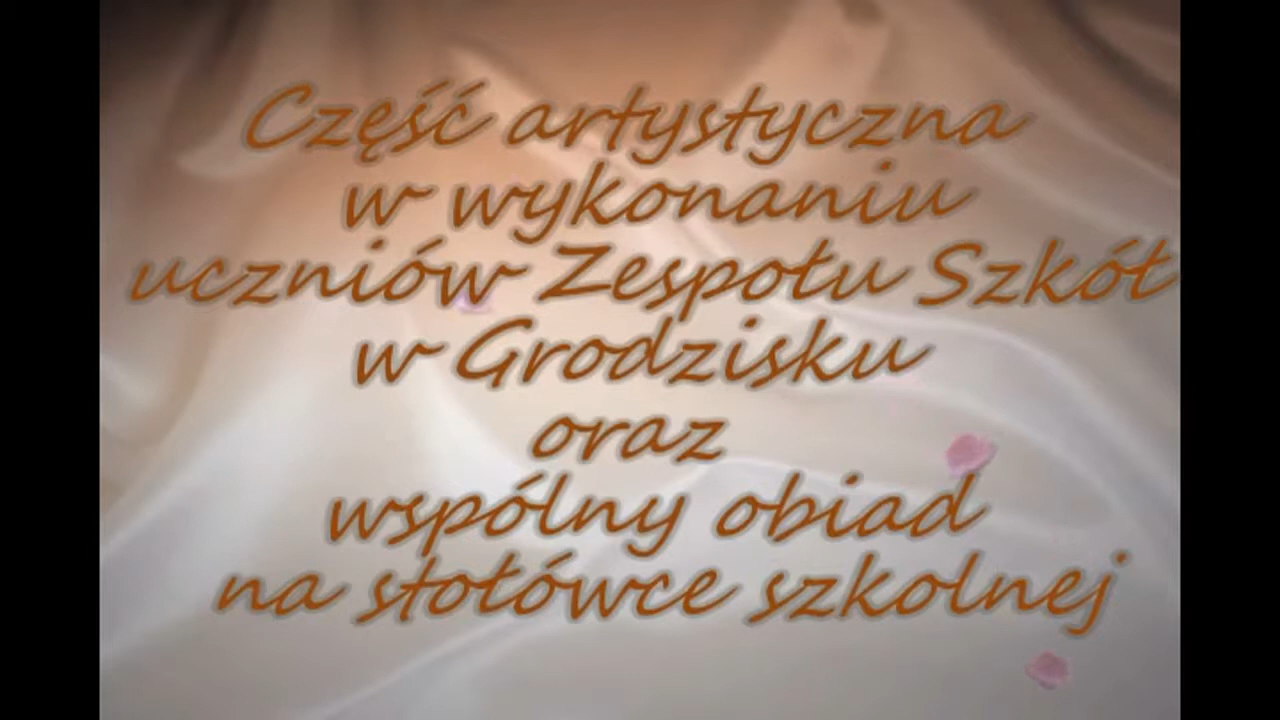 Część artystyczna
w wykonaniu
uczniów Zespołu Szkół
w Grodzisku
oraz
wspólny obiad
na stołówce szkolnej